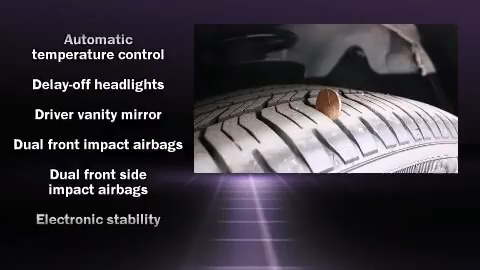 Automatic
temperature control
Delay-off headlights
Driver vanity mirror
Dual front impact airbags
Dual front side
impact airbags
Electronic stability